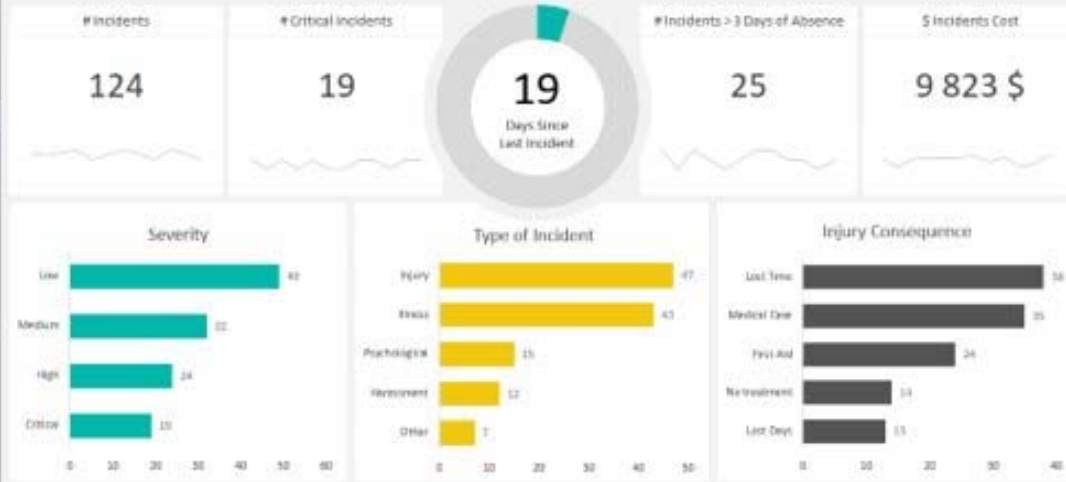 # Incidents
124
# Critical Incidents
19
19
Days Since
Last Incident
# Incidents > 3 Days of Absence
25
$ Incidents Cost
9 823 $
Severity
Low
49
Medium
32
High
24
Critical
19
0 10 20 30 40 50 60
Type of Incident
Injury
47
Illness
43
Psychological
15
Harassment
12
Other
7
0 10 20 30 40 50
Injury Consequence
Lost Time
38
Medical Case
35
First Aid
24
No treatment
14
Lost Days
13
0 10 20 30 40